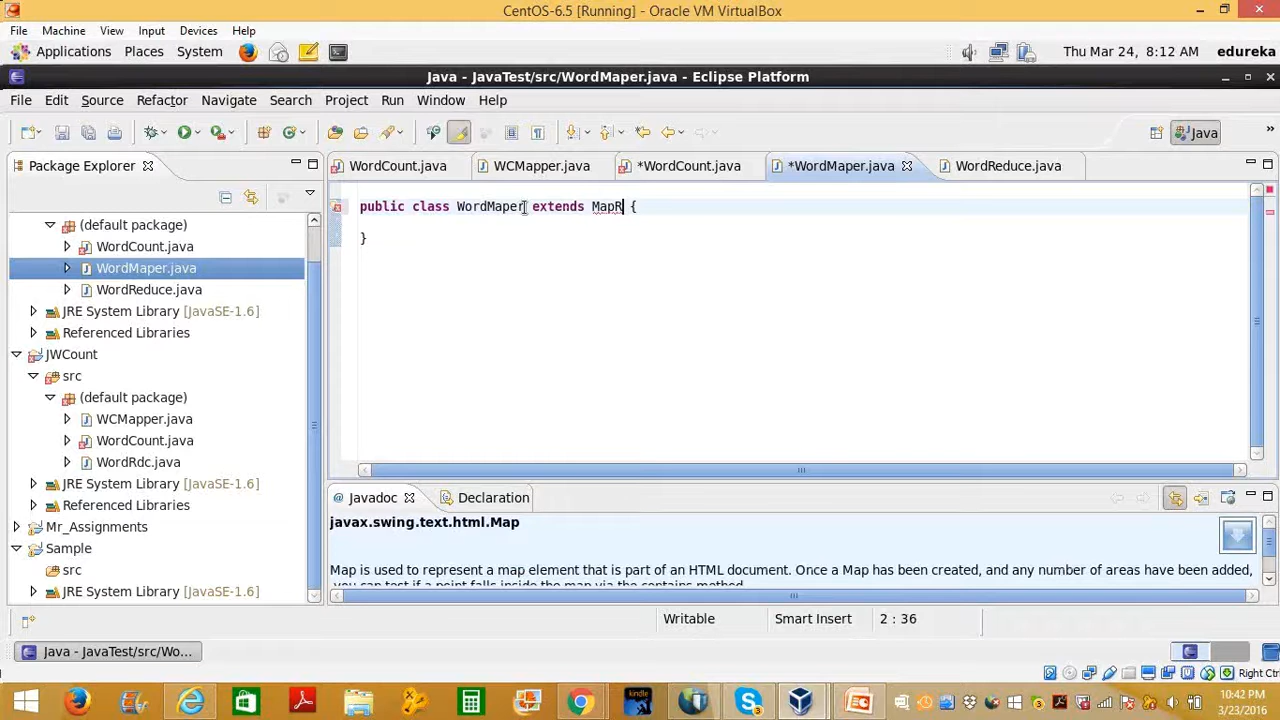 CentOS-6.5 [Running] - Oracle VM VirtualBox
File Machine View Input Devices Help
Applications Places System Thu Mar 24, 8:12 AM edureka
Java - JavaTest/src/WordMaper.java - Eclipse Platform
File Edit Source Refactor Navigate Search Project Run Window Help
Java
Package Explorer WordCount.java WCMapper.java *WordCount.java *WordMaper.java WordReduce.java
public class WordMaper extends MapR {
}
(default package)
WordCount.java
WordMaper.java
WordReduce.java
JRE System Library [JavaSE-1.6]
Referenced Libraries
JWCount
src
(default package)
WCMapper.java
WordCount.java
WordRdc.java
JRE System Library [JavaSE-1.6]
Referenced Libraries
Mr_Assignments
Sample
src
JRE System Library [JavaSE-1.6]
@ Javadoc Declaration
javax.swing.text.html.Map
Map is used to represent a map element that is part of an HTML document. Once a Map has been created, and any number of areas have been added,
you can test if a point falls inside the map via the contains method.
Writable Smart Insert 2 : 36
Java - JavaTest/src/Wo...
Right Ctrl
kindle
10:42 PM
3/23/2016